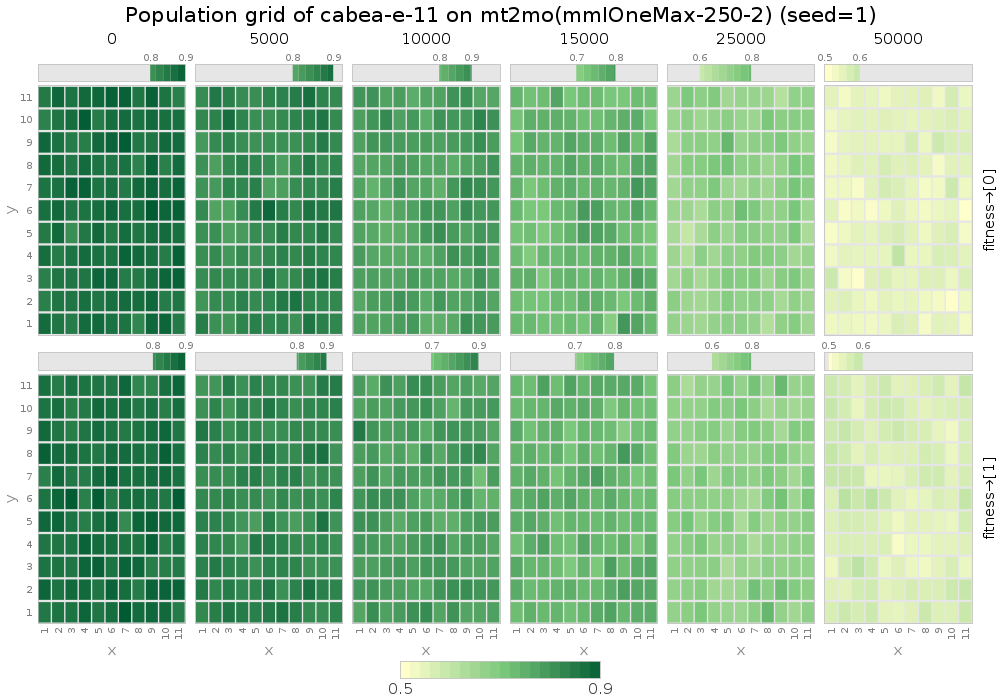 Population grid of cabea-e-11 on mt2mo(mmIOneMax-250-2) (seed=1)
0 5000 10000 15000 25000 50000
0.8 0.9 0.8 0.9 0.8 0.9 0.7 0.8 0.6 0.8 0.5 0.6
11
10
9
8
7
6
5
4
3
2
1
y
fitness→[0]
0.8 0.9 0.8 0.9 0.7 0.9 0.7 0.8 0.6 0.8 0.5 0.6
11
10
9
8
7
6
5
4
3
2
1
y
fitness→[1]
1 2 3 4 5 6 7 8 9 10 11 1 2 3 4 5 6 7 8 9 10 11 1 2 3 4 5 6 7 8 9 10 11 1 2 3 4 5 6 7 8 9 10 11 1 2 3 4 5 6 7 8 9 10 11 1 2 3 4 5 6 7 8 9 10 11
x x x x x x
0.5 0.9